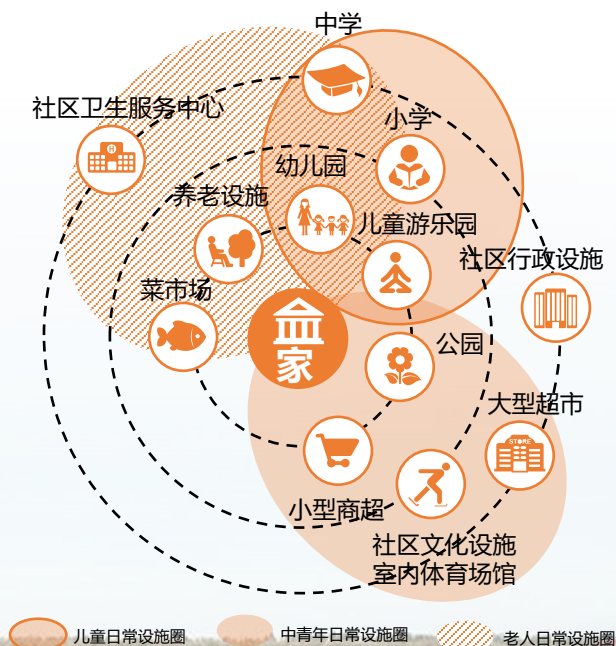 中学
社区卫生服务中心
小学
幼儿园
养老设施
儿童游乐园
社区行政设施
菜市场
家
公园
大型超市
STORE
小型商超
社区文化设施
室内体育场馆
儿童日常设施圈
中青年日常设施圈
老人日常设施圈